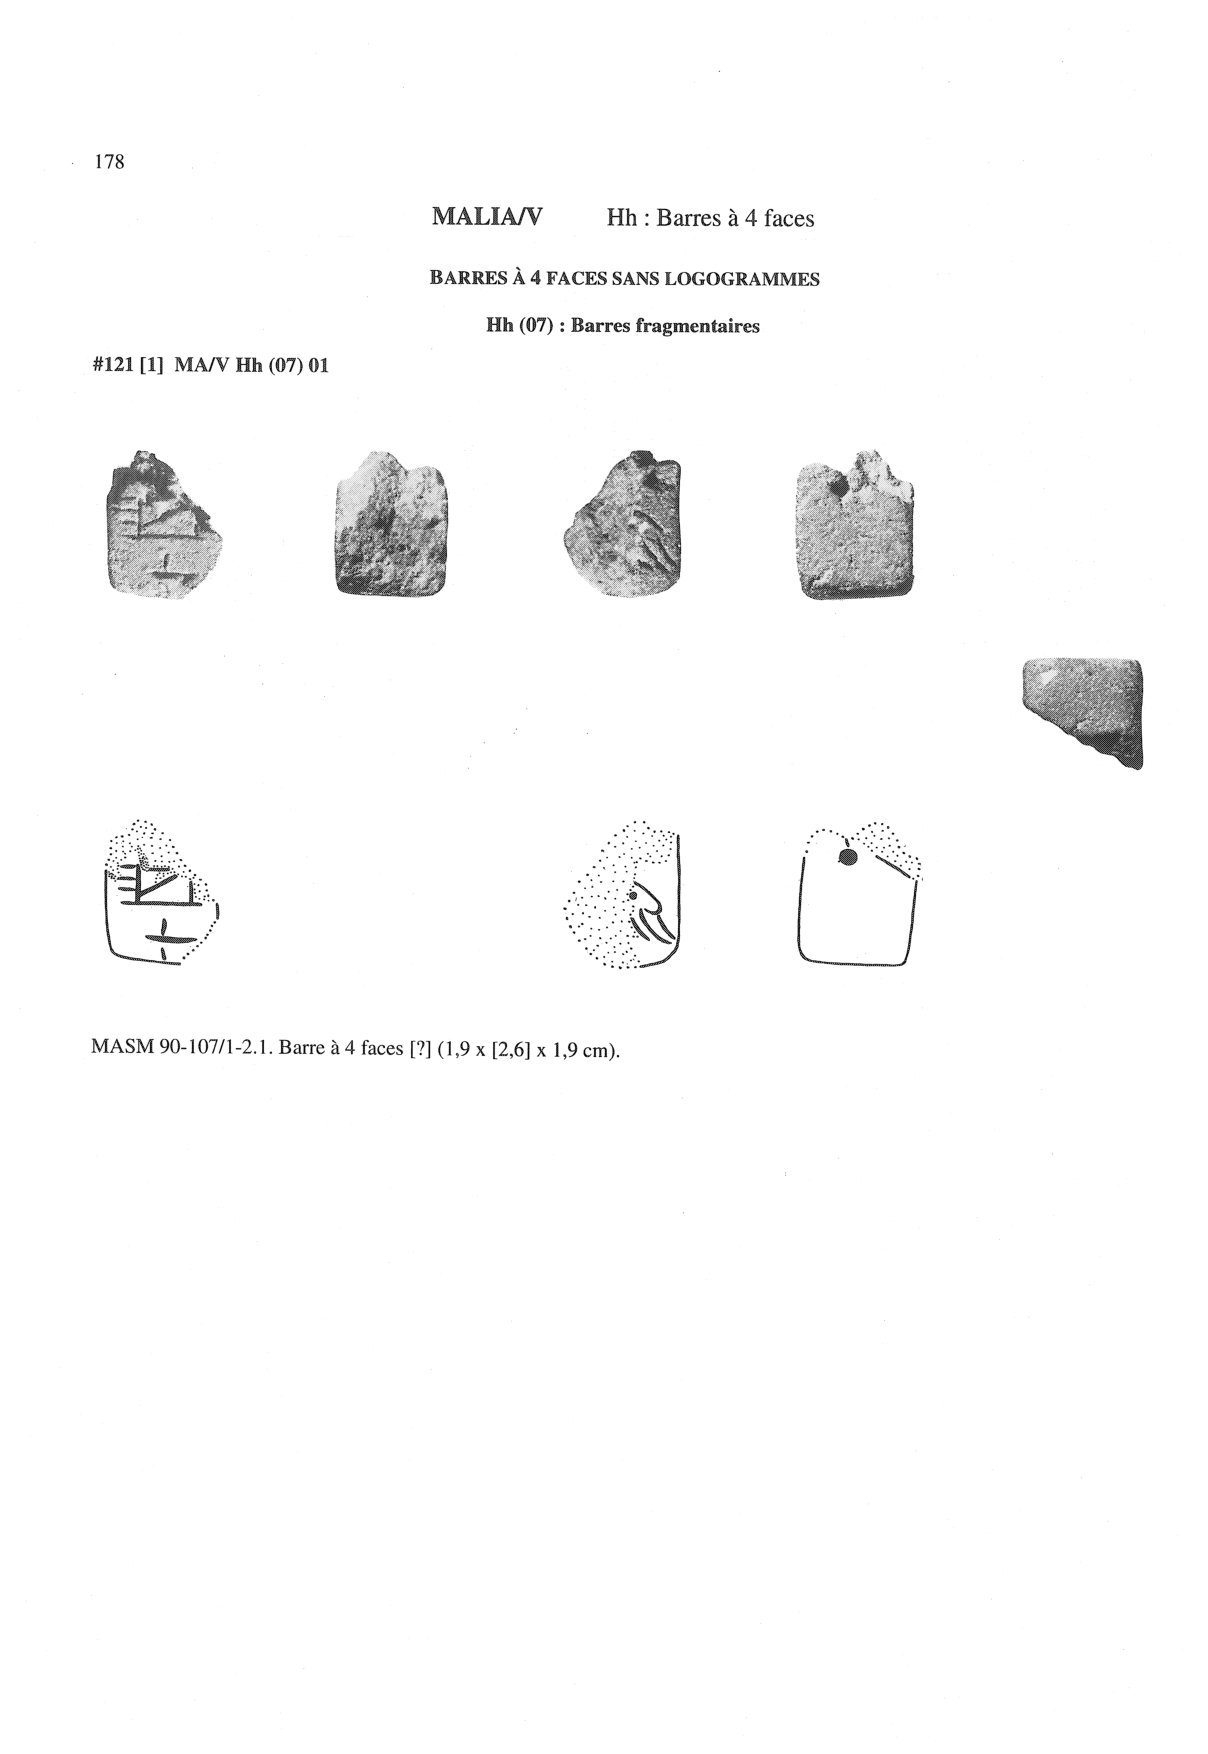 178
MALIA/V Hh : Barres à 4 faces
BARRES À 4 FACES SANS LOGOGRAMMES
Hh (07) : Barres fragmentaires
#121 [1] MA/V Hh (07) 01
MASM 90-107/1-2.1. Barre à 4 faces [?] (1,9 x [2,6] x 1,9 cm).